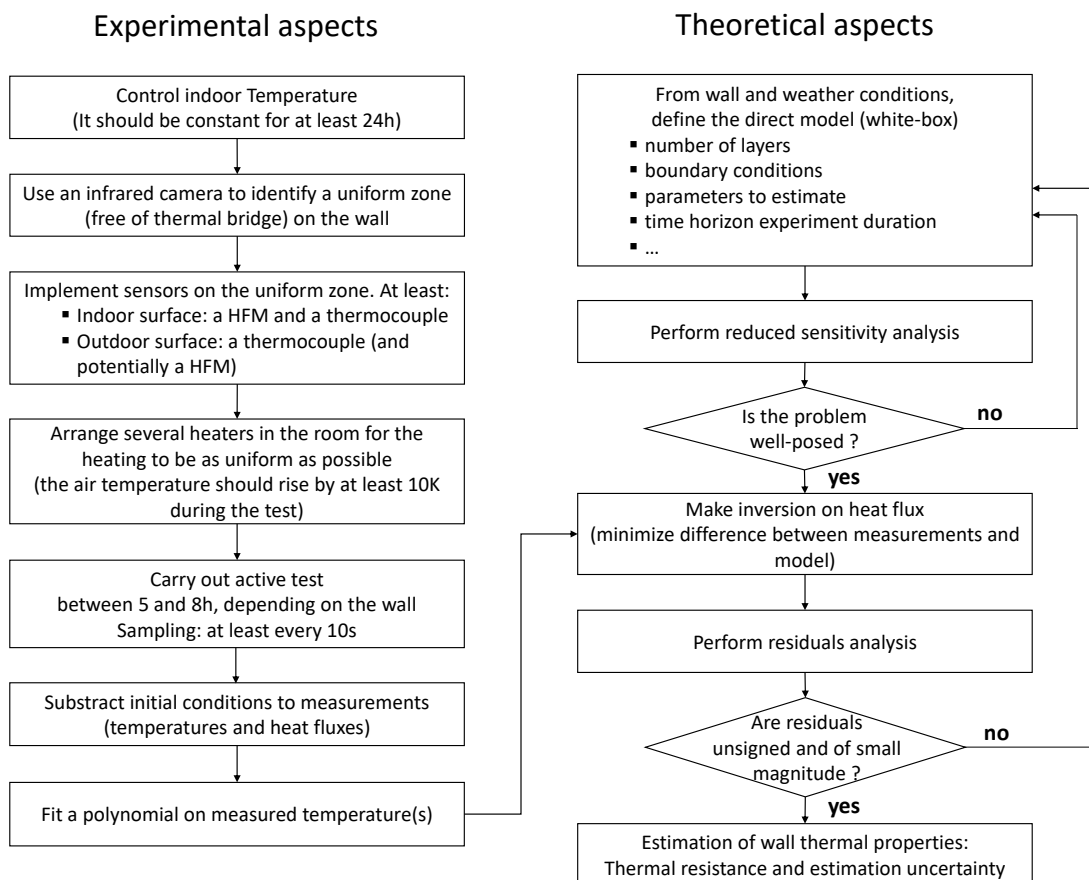 Experimental aspects
Control indoor Temperature
(It should be constant for at least 24h)
Use an infrared camera to identify a uniform zone
(free of thermal bridge) on the wall
Implement sensors on the uniform zone. At least:
▪ Indoor surface: a HFM and a thermocouple
▪ Outdoor surface: a thermocouple (and
potentially a HFM)
Arrange several heaters in the room for the
heating to be as uniform as possible
(the air temperature should rise by at least 10K
during the test)
Carry out active test
between 5 and 8h, depending on the wall
Sampling: at least every 10s
Substract initial conditions to measurements
(temperatures and heat fluxes)
Fit a polynomial on measured temperature(s)
Theoretical aspects
From wall and weather conditions,
define the direct model (white-box)
▪ number of layers
▪ boundary conditions
▪ parameters to estimate
▪ time horizon experiment duration
▪ ...
Perform reduced sensitivity analysis
Is the problem
well-posed ?
no
yes
Make inversion on heat flux
(minimize difference between measurements and
model)
Perform residuals analysis
Are residuals
unsigned and of small
magnitude ?
no
yes
Estimation of wall thermal properties:
Thermal resistance and estimation uncertainty